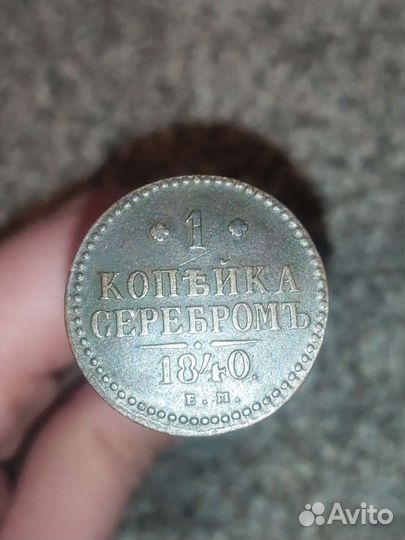 1
КОПѢЙКА
СЕРЕБРОМЪ
1840.
Е. М.
Avito